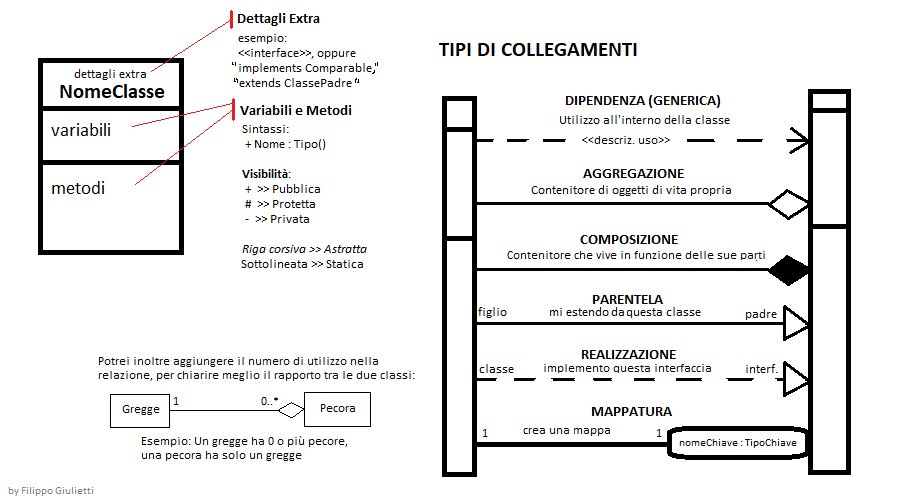 Dettagli Extra
esempio:
<<interface>>, oppure
"implements Comparable,"
"extends ClassePadre"
dettagli extra
NomeClasse
variabili
metodi
Variabili e Metodi
Sintassi:
+ Nome : Tipo()
Visibilità:
+ >> Pubblica
# >> Protetta
- >> Privata
Riga corsiva >> Astratta
Sottolineata >> Statica
Potrei inoltre aggiungere il numero di utilizzo nella
relazione, per chiarire meglio il rapporto tra le due classi:
Gregge
1
0..*
Pecora
Esempio: Un gregge ha 0 o più pecore,
una pecora ha solo un gregge
by Filippo Giulietti
TIPI DI COLLEGAMENTI
DIPENDENZA (GENERICA)
Utilizzo all'interno della classe
<<descriz. uso>>
AGGREGAZIONE
Contenitore di oggetti di vita propria
COMPOSIZIONE
Contenitore che vive in funzione delle sue parti
PARENTELA
figlio
mi estendo da questa classe
padre
REALIZZAZIONE
classe
implemento questa interfaccia
interf.
MAPPATURA
1
crea una mappa
1
nomeChiave : TipoChiave